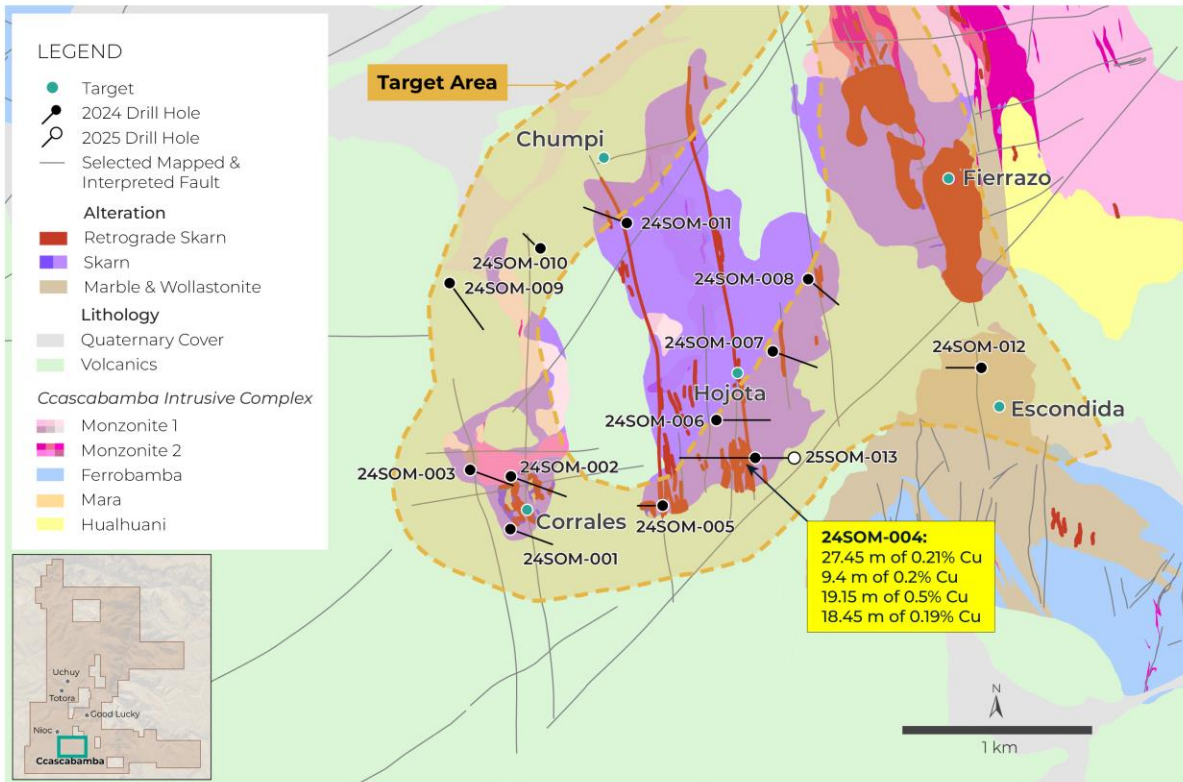 LEGEND
Target
2024 Drill Hole
2025 Drill Hole
Selected Mapped &
Interpreted Fault
Alteration
Retrograde Skarn
Skarn
Marble & Wollastonite
Lithology
Quaternary Cover
Volcanics
Ccascabamba Intrusive Complex
Monzonite 1
Monzonite 2
Ferrobamba
Mara
Hualhuani
Target Area
Chumpi
Fierrazo
24SOM-011
24SOM-010
24SOM-009
24SOM-008
24SOM-007
24SOM-012
Hojota
Escondida
24SOM-006
24SOM-003
24SOM-002
25SOM-013
Corrales
24SOM-005
24SOM-001
24SOM-004:
27.45 m of 0.21% Cu
9.4 m of 0.2% Cu
19.15 m of 0.5% Cu
18.45 m of 0.19% Cu
Uchuy
Totora
Good Lucky
Nioc
Ccascabamba
N
1 km